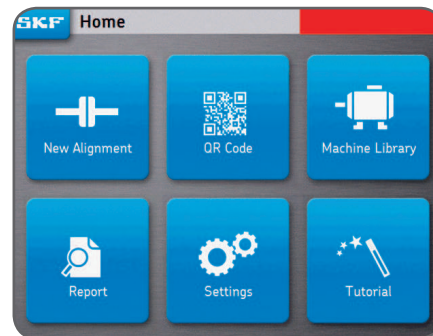 SKF Home
New Alignment QR Code Machine Library
Report Settings Tutorial